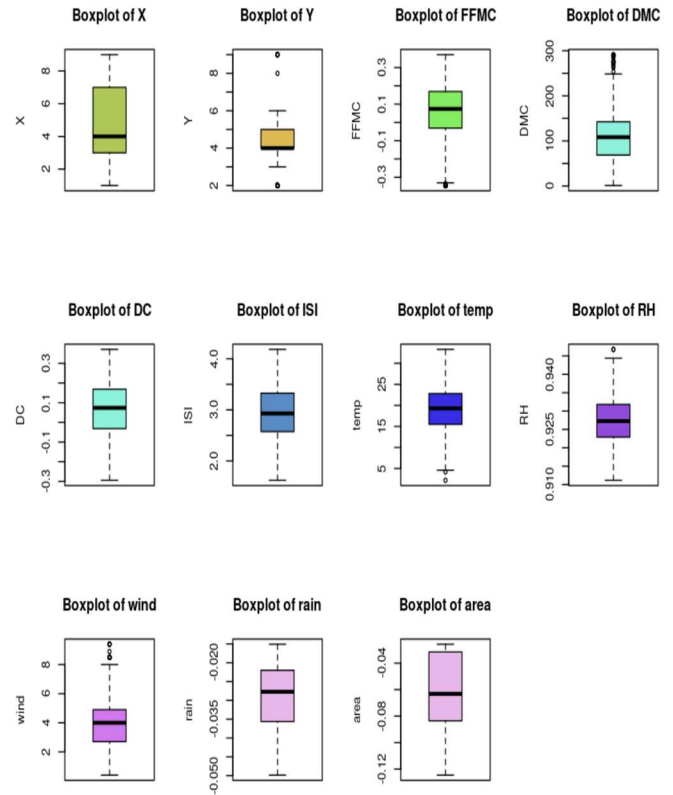 Boxplot of X
Boxplot of Y
Boxplot of FFMC
Boxplot of DMC
X
2
4
6
8
Y
2
4
6
8
FFMC
-0.3
-0.1
0.1
0.3
DMC
0
100
200
300
Boxplot of DC
Boxplot of ISI
Boxplot of temp
Boxplot of RH
DC
-0.3
-0.1
0.1
0.3
ISI
2.0
3.0
4.0
temp
5
15
25
RH
0.910
0.925
0.940
Boxplot of wind
Boxplot of rain
Boxplot of area
wind
2
4
6
8
rain
-0.050
-0.035
-0.020
area
-0.12
-0.08
-0.04